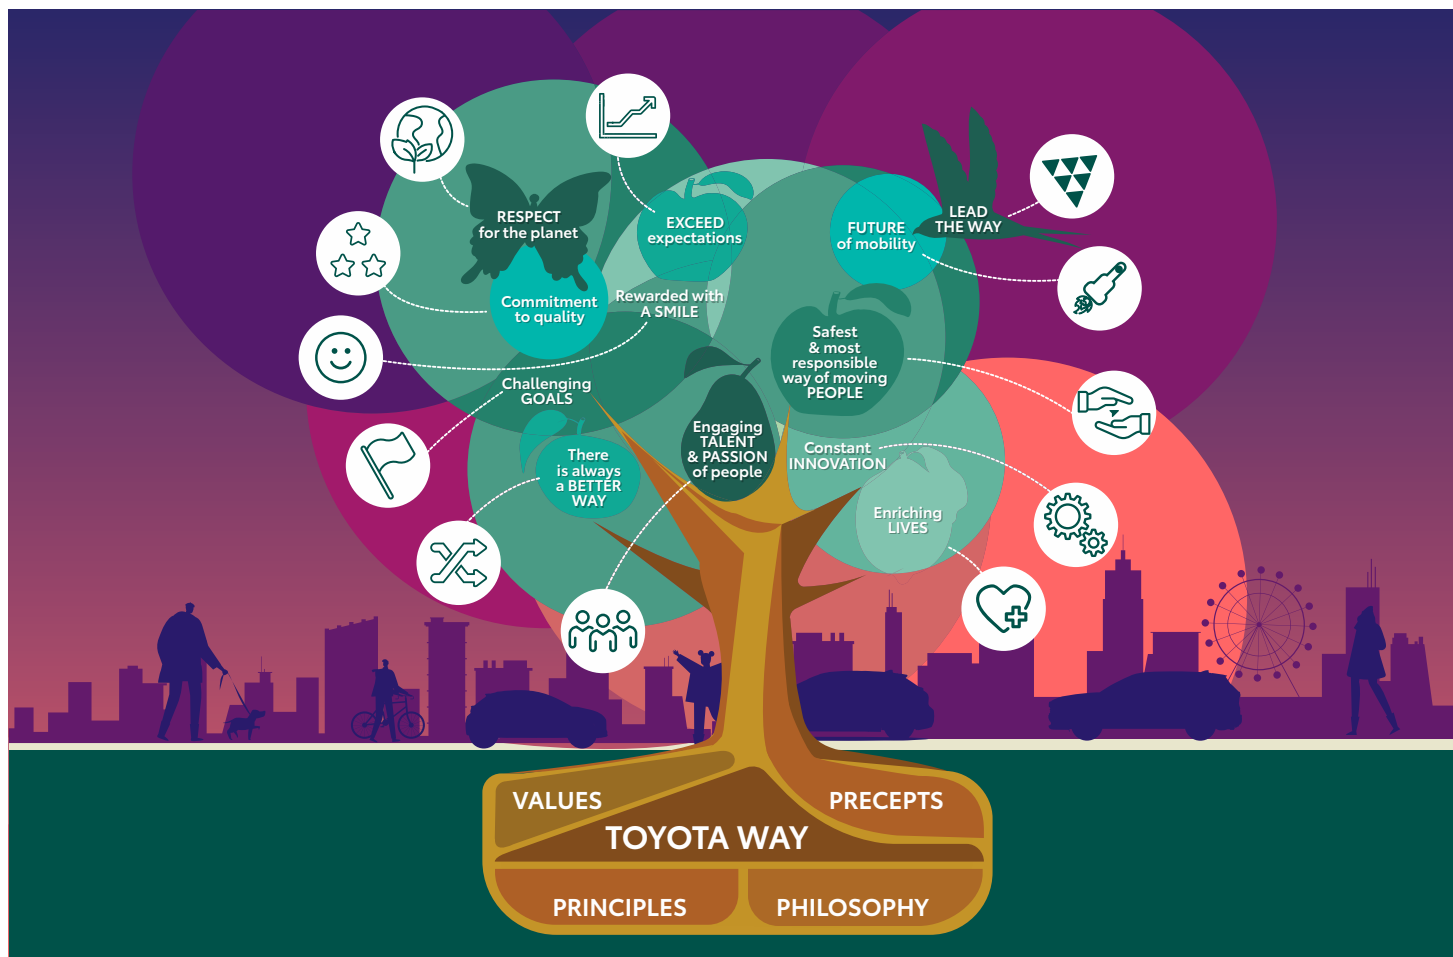 RESPECT
for the planet
EXCEED
expectations
FUTURE
of mobility
LEAD
THE WAY
Commitment
to quality
Rewarded with
A SMILE
Safest
& most
responsible
way of moving
PEOPLE
Challenging
GOALS
Engaging
TALENT
& PASSION
of people
Constant
INNOVATION
There
is always
a BETTER
WAY
Enriching
LIVES
VALUES
PRECEPTS
TOYOTA WAY
PRINCIPLES
PHILOSOPHY